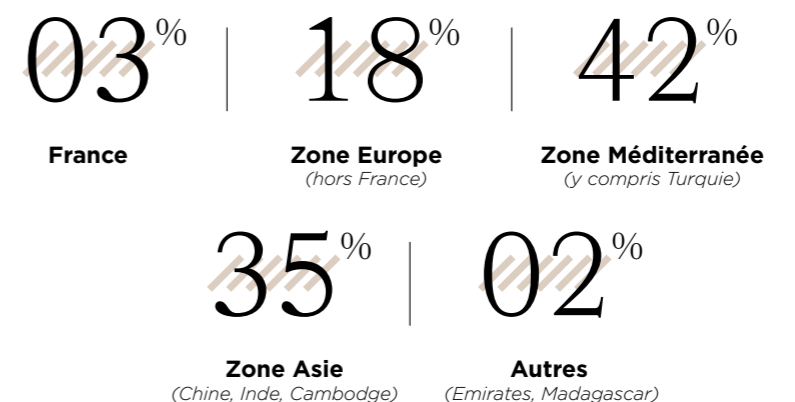 03% 18% 42%
France Zone Europe Zone Méditerranée
(hors France) (y compris Turquie)
35% 02%
Zone Asie Autres
(Chine, Inde, Cambodge) (Emirates, Madagascar)